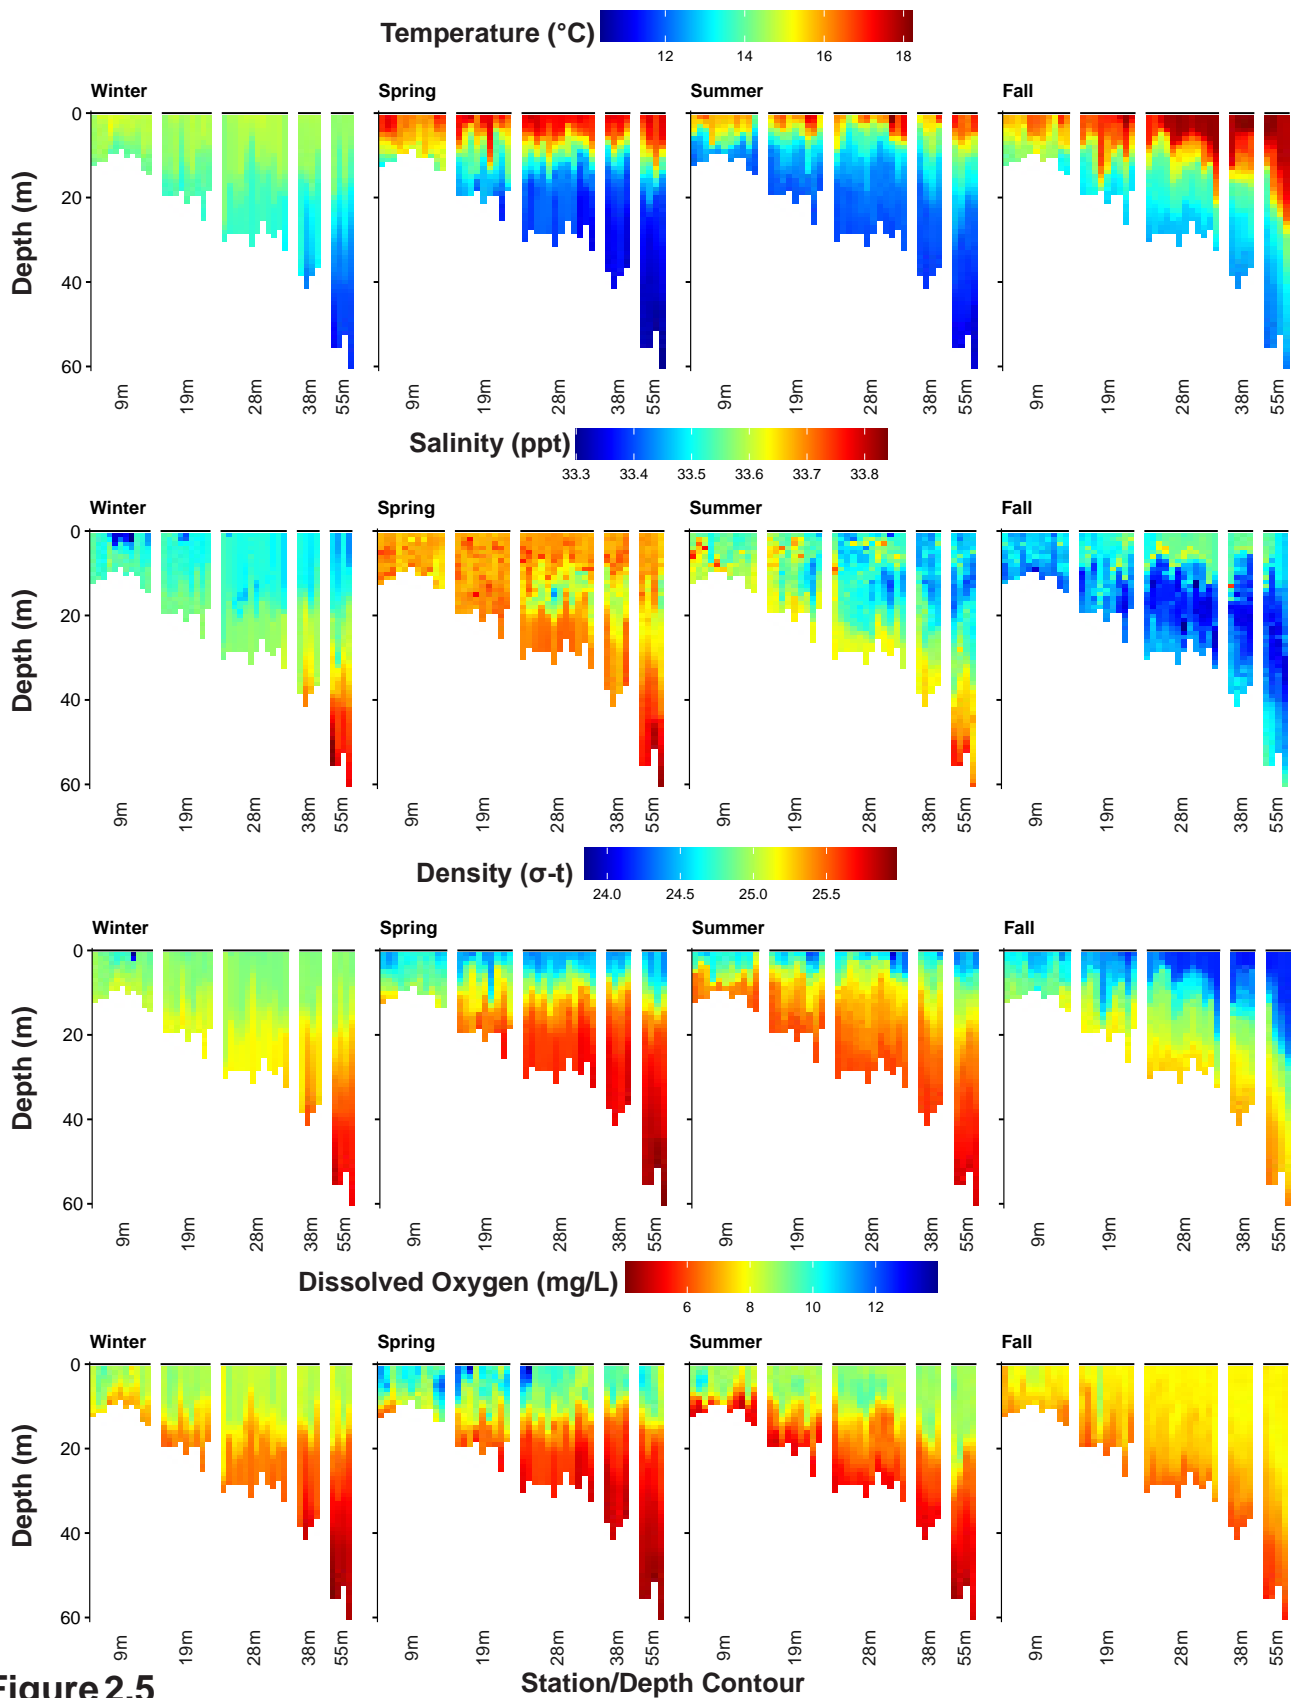 Temperature (°C)
12 14 16 18
Winter Spring Summer Fall
Depth (m)
0
20
40
60
9m 19m 28m 38m 55m 9m 19m 28m 38m 55m 9m 19m 28m 38m 55m 9m 19m 28m 38m 55m
Salinity (ppt)
33.3 33.4 33.5 33.6 33.7 33.8
Winter Spring Summer Fall
Depth (m)
0
20
40
60
9m 19m 28m 38m 55m 9m 19m 28m 38m 55m 9m 19m 28m 38m 55m 9m 19m 28m 38m 55m
Density (σ-t)
24.0 24.5 25.0 25.5
Winter Spring Summer Fall
Depth (m)
0
20
40
60
9m 19m 28m 38m 55m 9m 19m 28m 38m 55m 9m 19m 28m 38m 55m 9m 19m 28m 38m 55m
Dissolved Oxygen (mg/L)
6 8 10 12
Winter Spring Summer Fall
Depth (m)
0
20
40
60
9m 19m 28m 38m 55m 9m 19m 28m 38m 55m 9m 19m 28m 38m 55m 9m 19m 28m 38m 55m
Station/Depth Contour
Figure 2.5